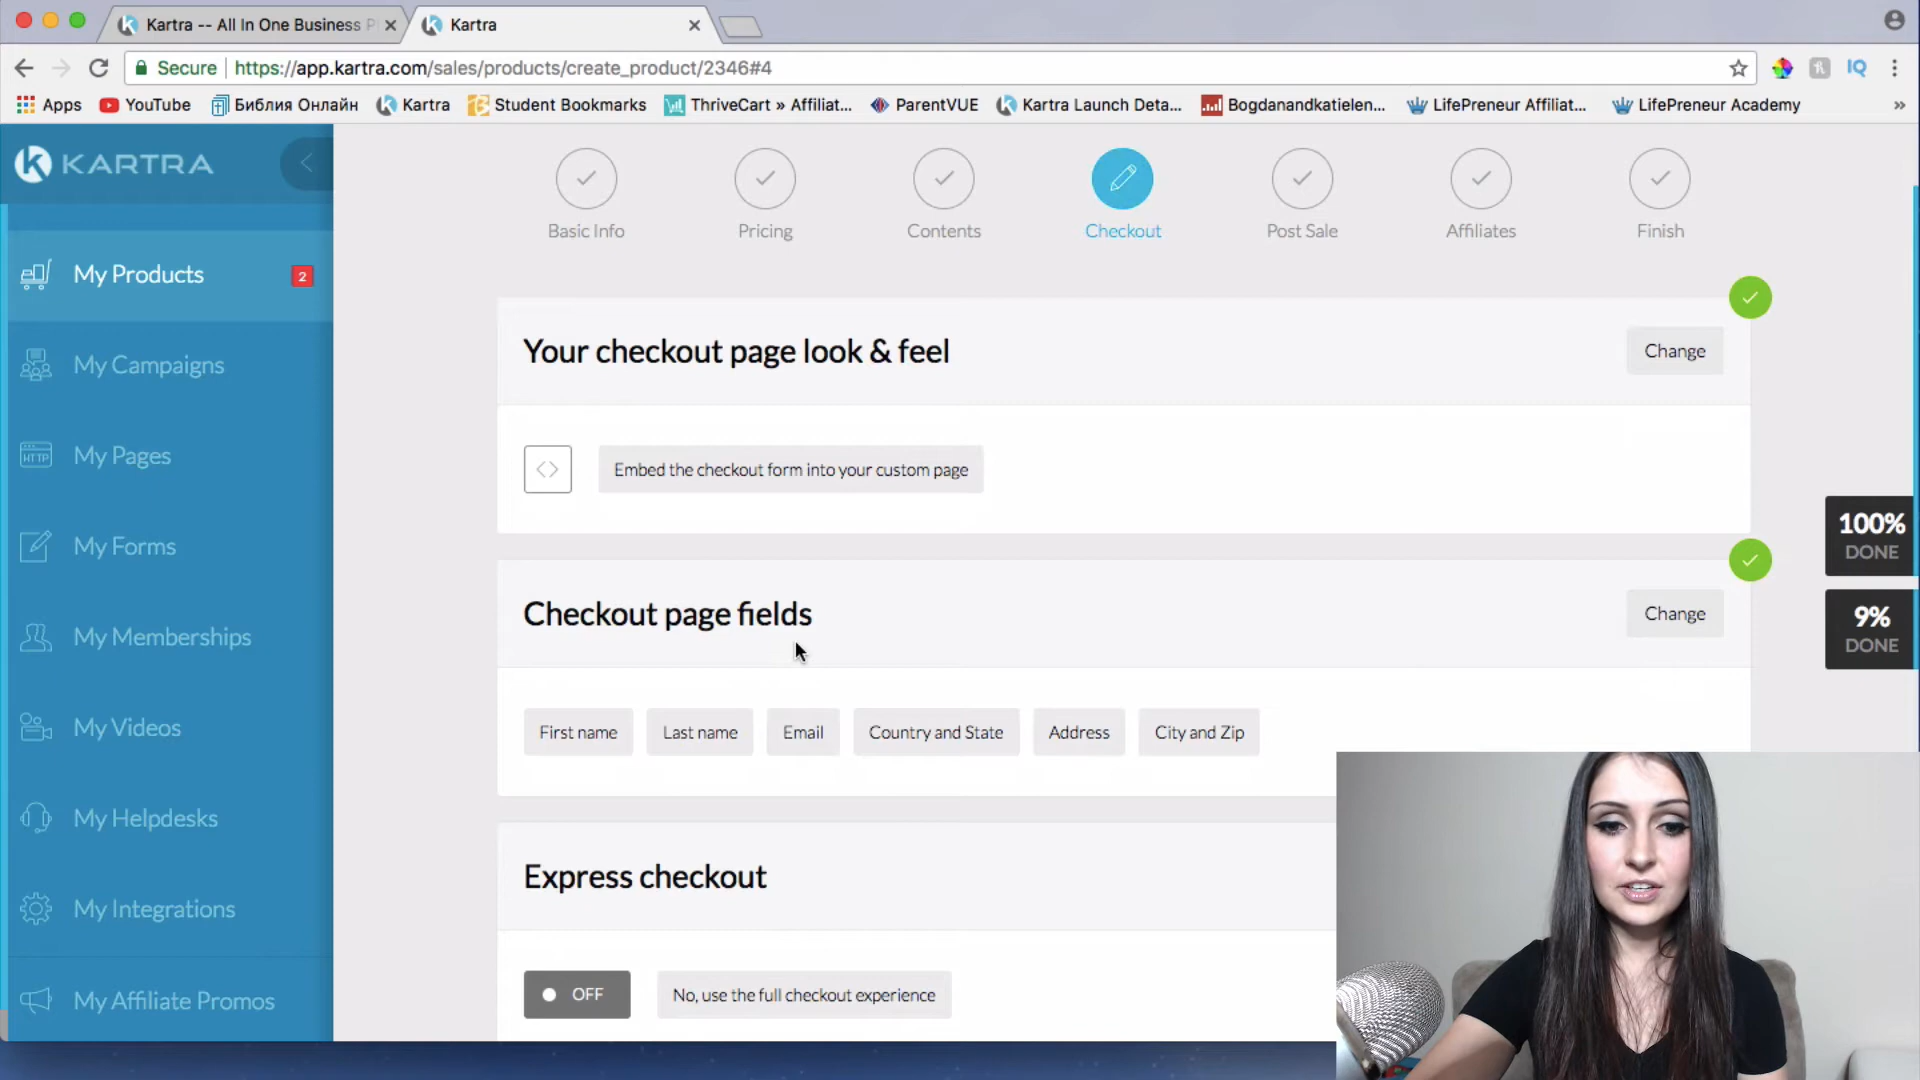 Kartra -- All In One Business P
Kartra
Secure https://app.kartra.com/sales/products/create_product/2346#4
IQ
Apps YouTube Библия Онлайн Kartra Student Bookmarks ThriveCart » Affiliat... ParentVUE Kartra Launch Deta... Bogdanandkatielen... LifePreneur Affiliat... LifePreneur Academy »
KARTRA
My Products 2
My Campaigns
HTTP My Pages
My Forms
My Memberships
My Videos
My Helpdesks
My Integrations
My Affiliate Promos
Basic Info Pricing Contents Checkout Post Sale Affiliates Finish
Your checkout page look & feel Change
Embed the checkout form into your custom page
Checkout page fields Change
First name Last name Email Country and State Address City and Zip
Express checkout
OFF No, use the full checkout experience
100%
DONE
9%
DONE